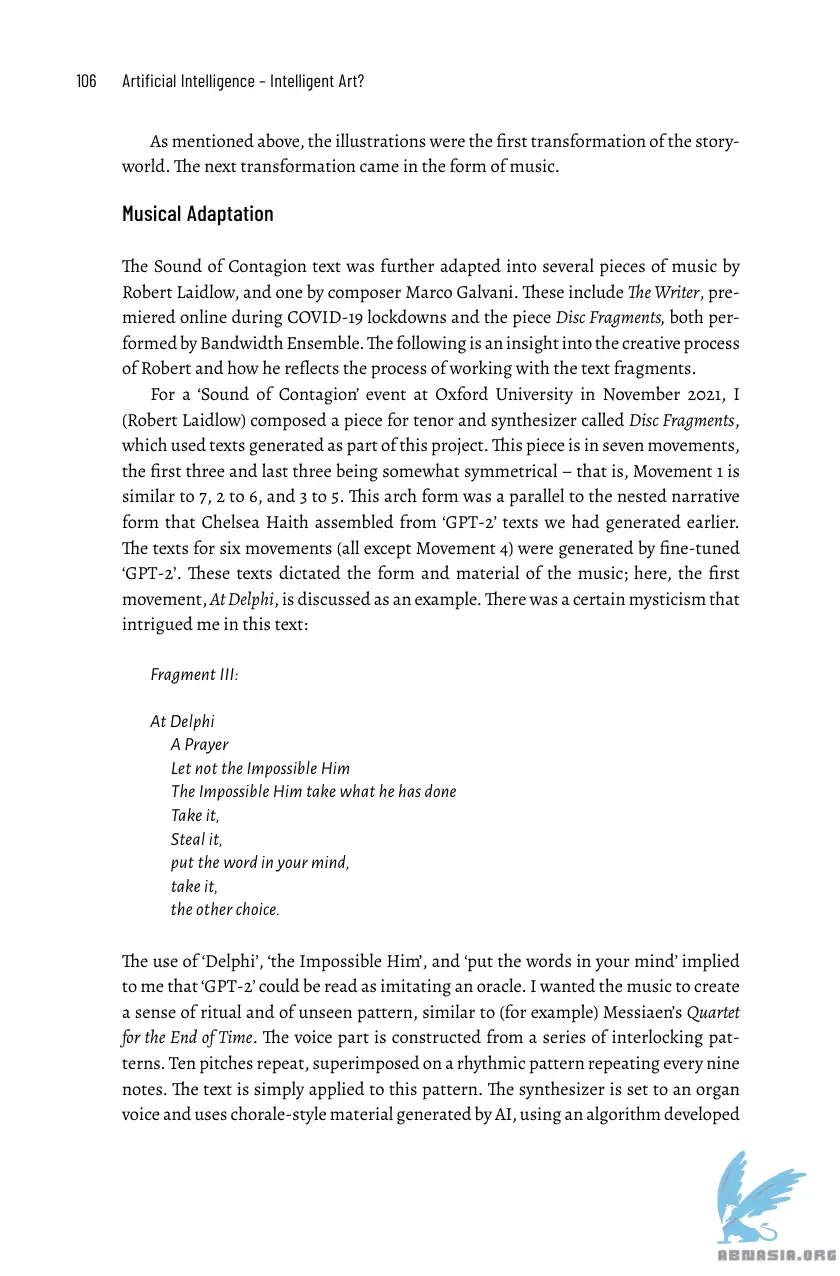 106 Artificial Intelligence – Intelligent Art?
As mentioned above, the illustrations were the first transformation of the story-
world. The next transformation came in the form of music.
Musical Adaptation
The Sound of Contagion text was further adapted into several pieces of music by
Robert Laidlow, and one by composer Marco Galvani. These include The Writer, pre-
miered online during COVID-19 lockdowns and the piece Disc Fragments, both per-
formed by Bandwidth Ensemble. The following is an insight into the creative process
of Robert and how he reflects the process of working with the text fragments.
For a ‘Sound of Contagion’ event at Oxford University in November 2021, I
(Robert Laidlow) composed a piece for tenor and synthesizer called Disc Fragments,
which used texts generated as part of this project. This piece is in seven movements,
the first three and last three being somewhat symmetrical – that is, Movement 1 is
similar to 7, 2 to 6, and 3 to 5. This arch form was a parallel to the nested narrative
form that Chelsea Haith assembled from ‘GPT-2’ texts we had generated earlier.
The texts for six movements (all except Movement 4) were generated by fine-tuned
‘GPT-2’. These texts dictated the form and material of the music; here, the first
movement, At Delphi, is discussed as an example. There was a certain mysticism that
intrigued me in this text:
Fragment III:
At Delphi
A Prayer
Let not the Impossible Him
The Impossible Him take what he has done
Take it,
Steal it,
put the word in your mind,
take it,
the other choice.
The use of ‘Delphi’, ‘the Impossible Him’, and ‘put the words in your mind’ implied
to me that ‘GPT-2’ could be read as imitating an oracle. I wanted the music to create
a sense of ritual and of unseen pattern, similar to (for example) Messiaen’s Quartet
for the End of Time. The voice part is constructed from a series of interlocking pat-
terns. Ten pitches repeat, superimposed on a rhythmic pattern repeating every nine
notes. The text is simply applied to this pattern. The synthesizer is set to an organ
voice and uses chorale-style material generated by AI, using an algorithm developed
ABNASIA.ORG